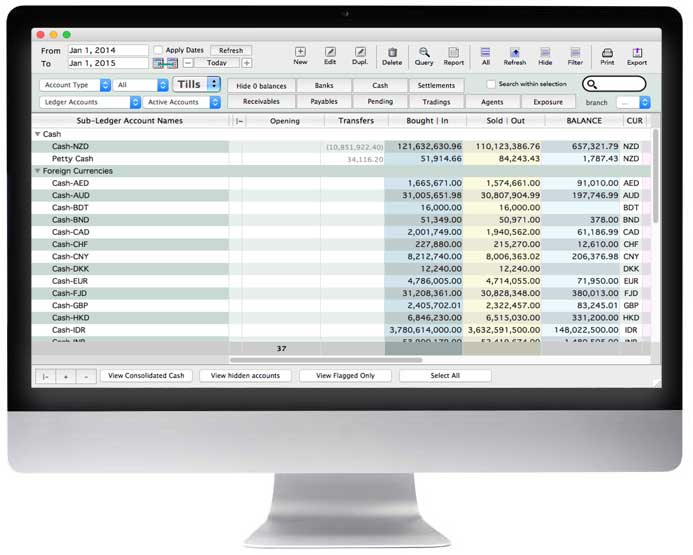 From Jan 1, 2014 Apply Dates Refresh
To Jan 1, 2015 Today
New Edit Dupl. Delete Query Report All Refresh Hide Filter Print Export
Account Type All Tills Hide 0 balances Banks Cash Settlements Search within selection
Ledger Accounts Active Accounts Receivables Payables Pending Tradings Agents Exposure branch ...
Sub-Ledger Account Names |~ Opening Transfers Bought | In Sold | Out BALANCE CUR
Cash
Cash-NZD (10,851,922.40) 121,632,630.96 110,123,386.76 657,321.79 NZD
Petty Cash 34,116.20 51,914.66 84,243.43 1,787.43 NZD
Foreign Currencies
Cash-AED 1,665,671.00 1,574,661.00 91,010.00 AED
Cash-AUD 31,005,651.98 30,807,904.99 197,746.99 AUD
Cash-BDT 16,000.00 16,000.00 BDT
Cash-BND 51,349.00 50,971.00 378.00 BND
Cash-CAD 2,001,749.00 1,940,562.00 61,186.99 CAD
Cash-CHF 227,880.00 215,270.00 12,610.00 CHF
Cash-CNY 8,212,740.00 8,006,363.02 206,376.98 CNY
Cash-DKK 12,240.00 12,240.00 DKK
Cash-EUR 4,786,005.00 4,714,055.00 71,950.00 EUR
Cash-FJD 31,208,361.00 30,828,348.00 380,013.00 FJD
Cash-GBP 2,405,702.01 2,322,457.00 83,245.01 GBP
Cash-HKD 6,846,230.00 6,515,030.00 331,200.00 HKD
Cash-IDR 3,780,614,000.00 3,632,591,500.00 148,022,500.00 IDR
37
|~ + - View Consolidated Cash View hidden accounts View Flagged Only Select All